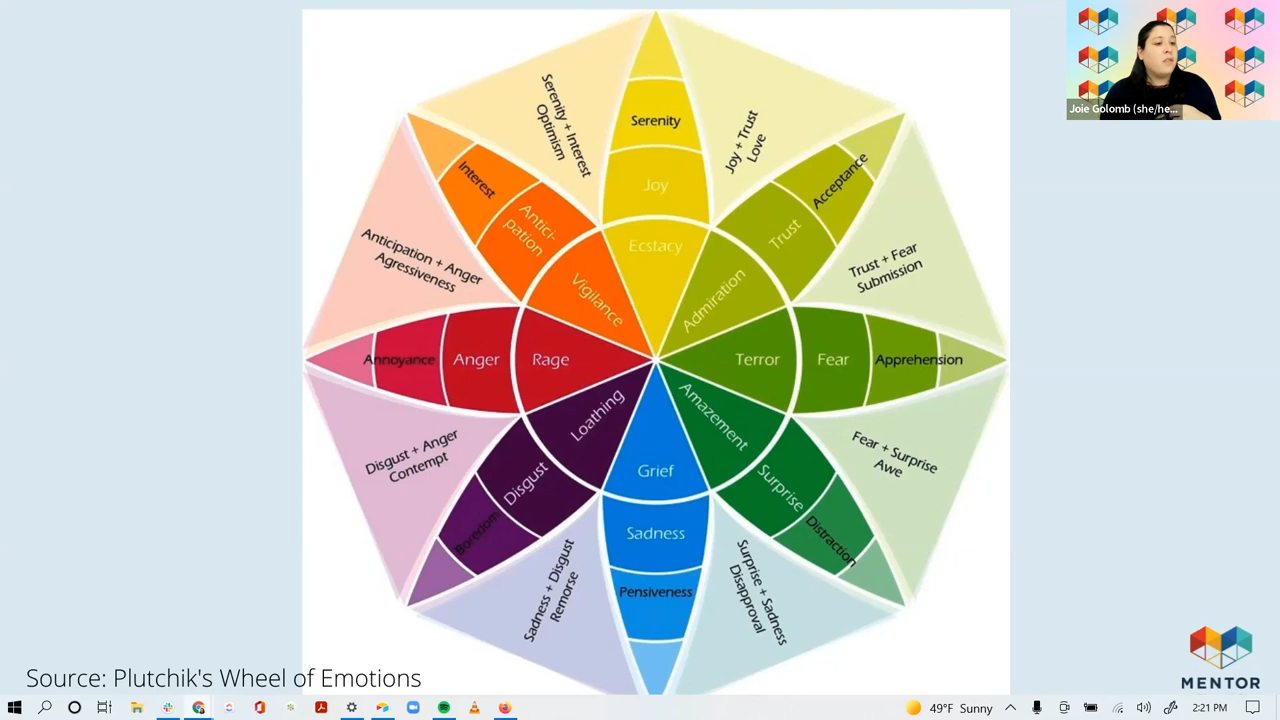 Joie Golomb (she/he...
Serenity + Interest
Optimism
Serenity
Joy + Trust
Love
Interest
Acceptance
Joy
Antici-
pation
Trust
Ecstacy
Anticipation + Anger
Agressiveness
Vigilance
Admiration
Trust + Fear
Submission
Annoyance
Anger
Rage
Terror
Fear
Apprehension
Loathing
Amazement
Disgust + Anger
Contempt
Grief
Fear + Surprise
Awe
Disgust
Surprise
Boredom
Sadness
Distraction
Sadness + Disgust
Remorse
Pensiveness
Surprise + Sadness
Disapproval
Source: Plutchik's Wheel of Emotions
MENTOR
49°F Sunny
2:21 PM